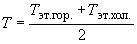 T = (Tэт.гор. + Tэт.хол.) / 2